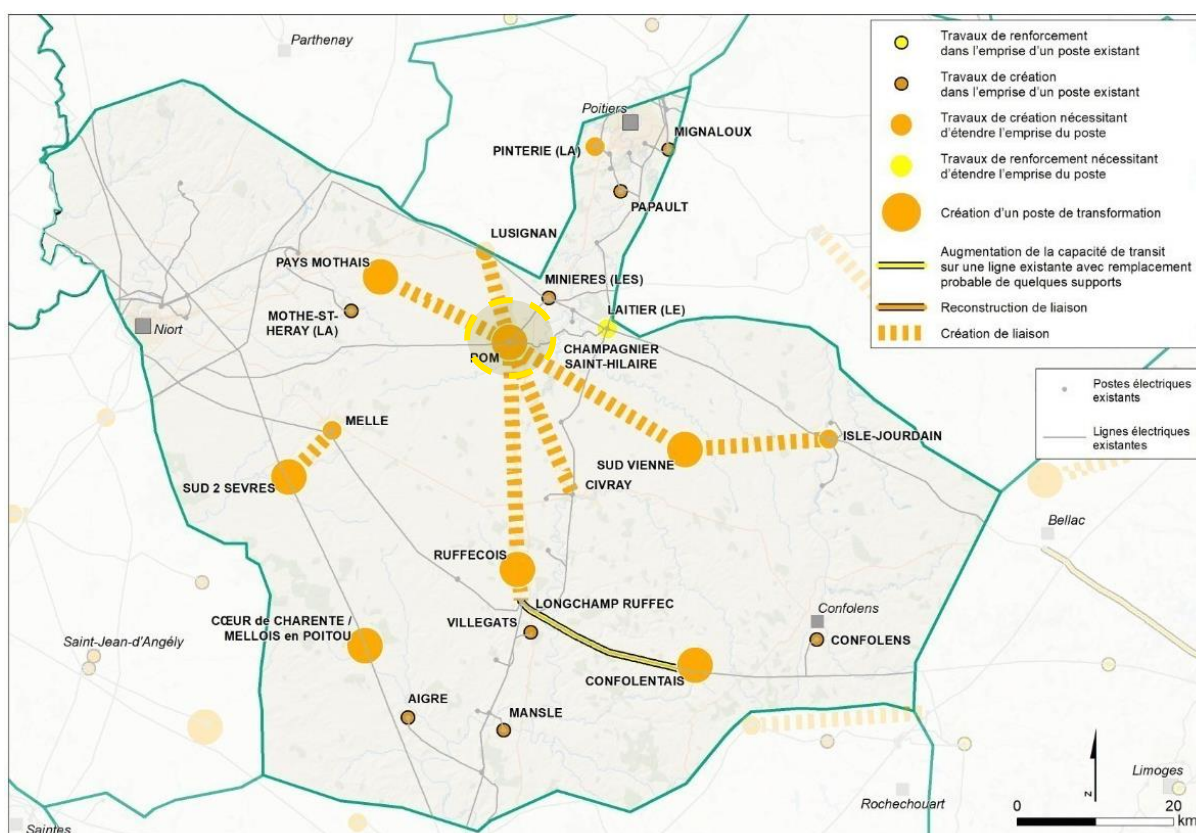 Parthenay
Poitiers
MIGNALOUX
PINTERIE (LA)
PAPAULT
LUSIGNAN
PAYS MOTHAIS
MINIERES (LES)
MOTHE-ST-
HERAY (LA)
LAITIER (LE)
Niort
ROM
CHAMPAGNIER
SAINT-HILAIRE
MELLE
ISLE-JOURDAIN
SUD VIENNE
SUD 2 SEVRES
CIVRAY
Bellac
RUFFECOIS
LONGCHAMP RUFFEC
CŒUR de CHARENTE /
MELLOIS en POITOU
VILLEGATS
Confolens
CONFOLENS
Saint-Jean-d'Angély
CONFOLENTAIS
AIGRE
MANSLE
Limoges
Rochechouart
Saintes
Travaux de renforcement
dans l'emprise d'un poste existant
Travaux de création
dans l'emprise d'un poste existant
Travaux de création nécessitant
d'étendre l'emprise du poste
Travaux de renforcement nécessitant
d'étendre l'emprise du poste
Création d'un poste de transformation
Augmentation de la capacité de transit
sur une ligne existante avec remplacement
probable de quelques supports
Reconstruction de liaison
Création de liaison
Postes électriques
existants
Lignes électriques
existantes
N
0 20
km